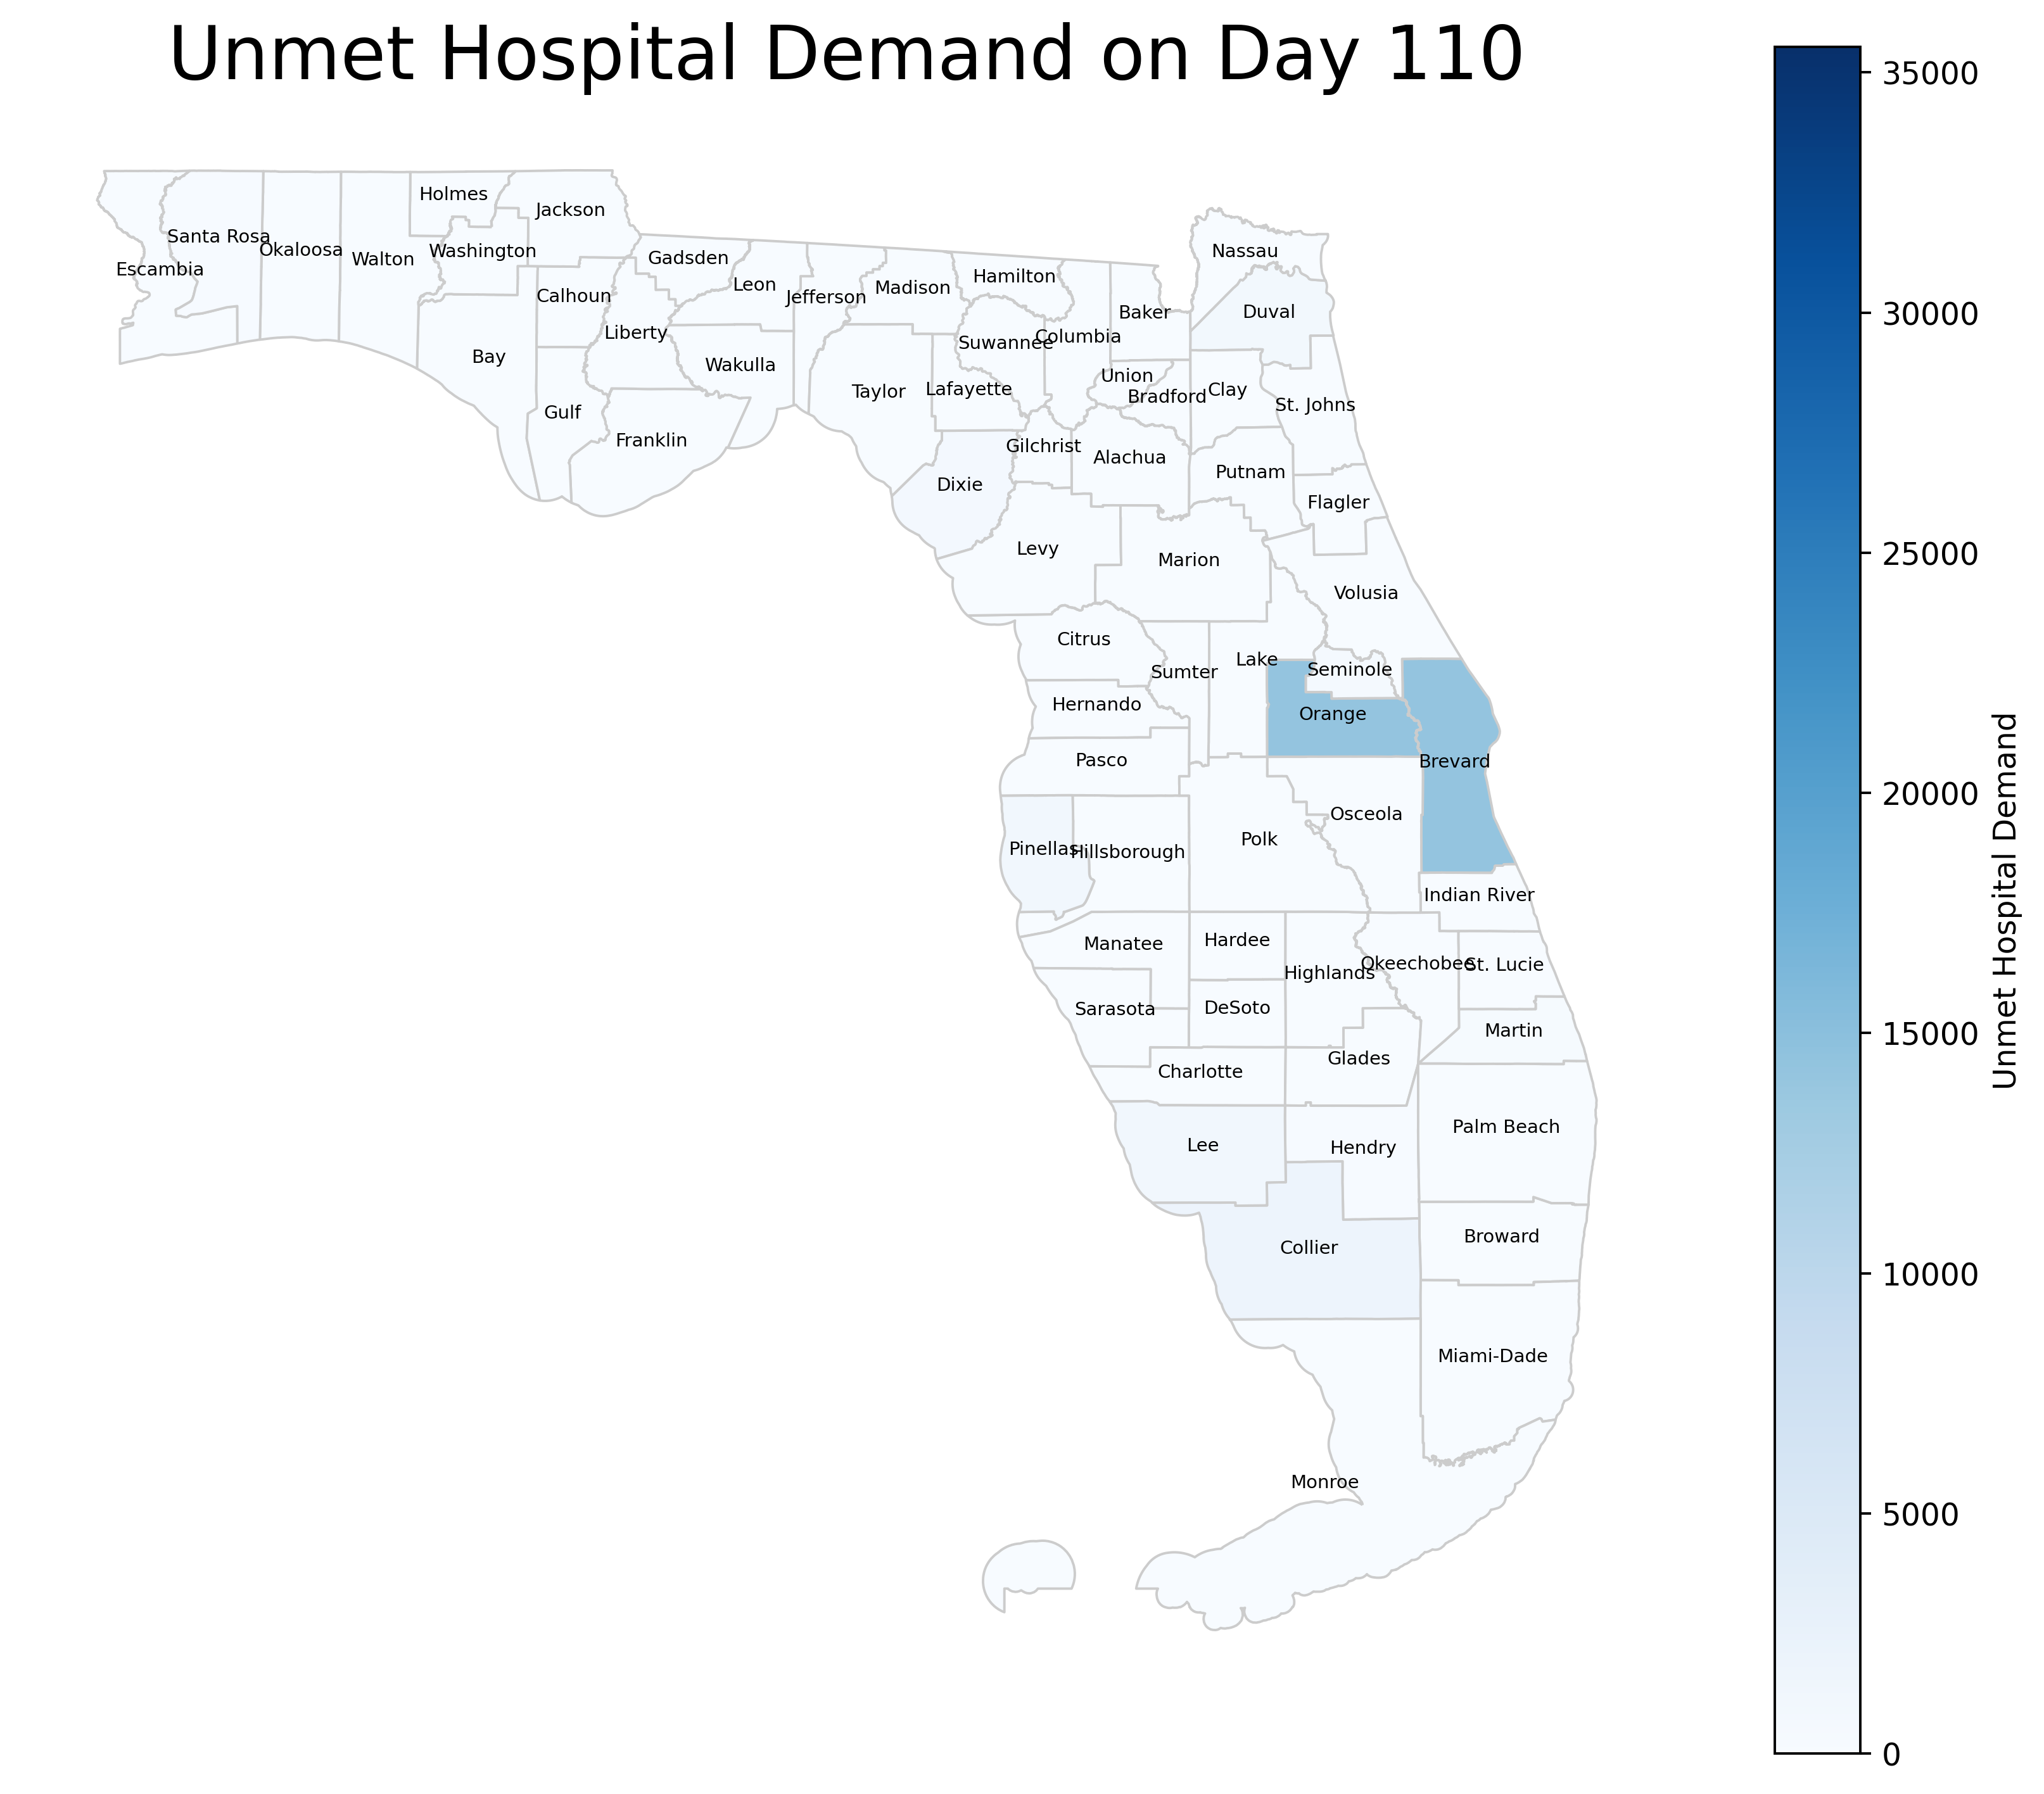 Unmet Hospital Demand on Day 110
Holmes
Jackson
Santa Rosa
Okaloosa
Walton
Washington
Escambia
Gadsden
Leon
Jefferson
Madison
Hamilton
Nassau
Calhoun
Liberty
Baker
Duval
Suwannee
Columbia
Bay
Wakulla
Taylor
Lafayette
Union
Bradford
Clay
St. Johns
Gulf
Franklin
Gilchrist
Alachua
Putnam
Dixie
Flagler
Levy
Marion
Volusia
Citrus
Sumter
Lake
Seminole
Hernando
Orange
Pasco
Brevard
Osceola
Polk
Pinellas
Hillsborough
Indian River
Manatee
Hardee
Highlands
Okeechobee
St. Lucie
Sarasota
DeSoto
Martin
Glades
Charlotte
Palm Beach
Lee
Hendry
Collier
Broward
Miami-Dade
Monroe
35000
30000
25000
20000
15000
10000
5000
0
Unmet Hospital Demand